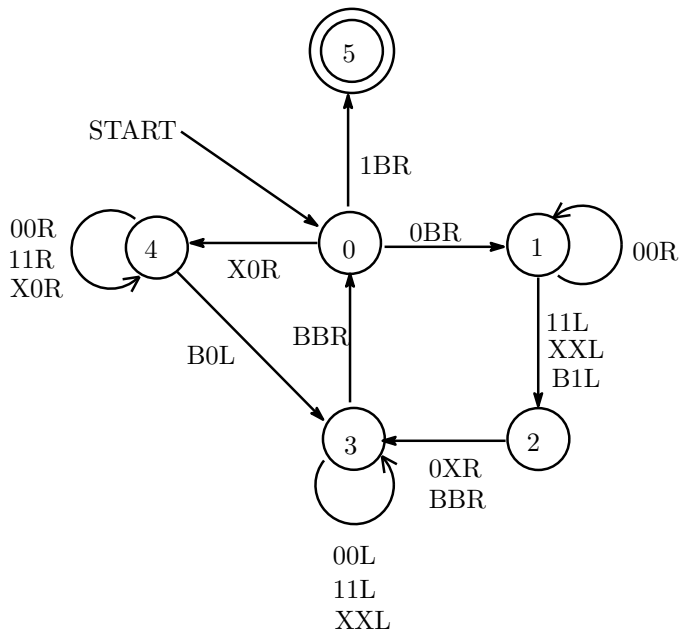 5
START
1BR
00R
11R
X0R
4
X0R
0
0BR
1
00R
B0L
BBR
11L
XXL
B1L
3
2
0XR
BBR
00L
11L
XXL